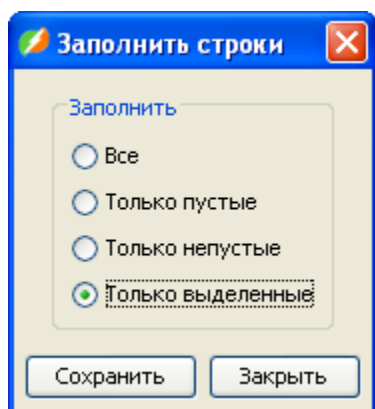 Заполнить строки
Заполнить
Все
Только пустые
Только непустые
Только выделенные
Сохранить Закрыть